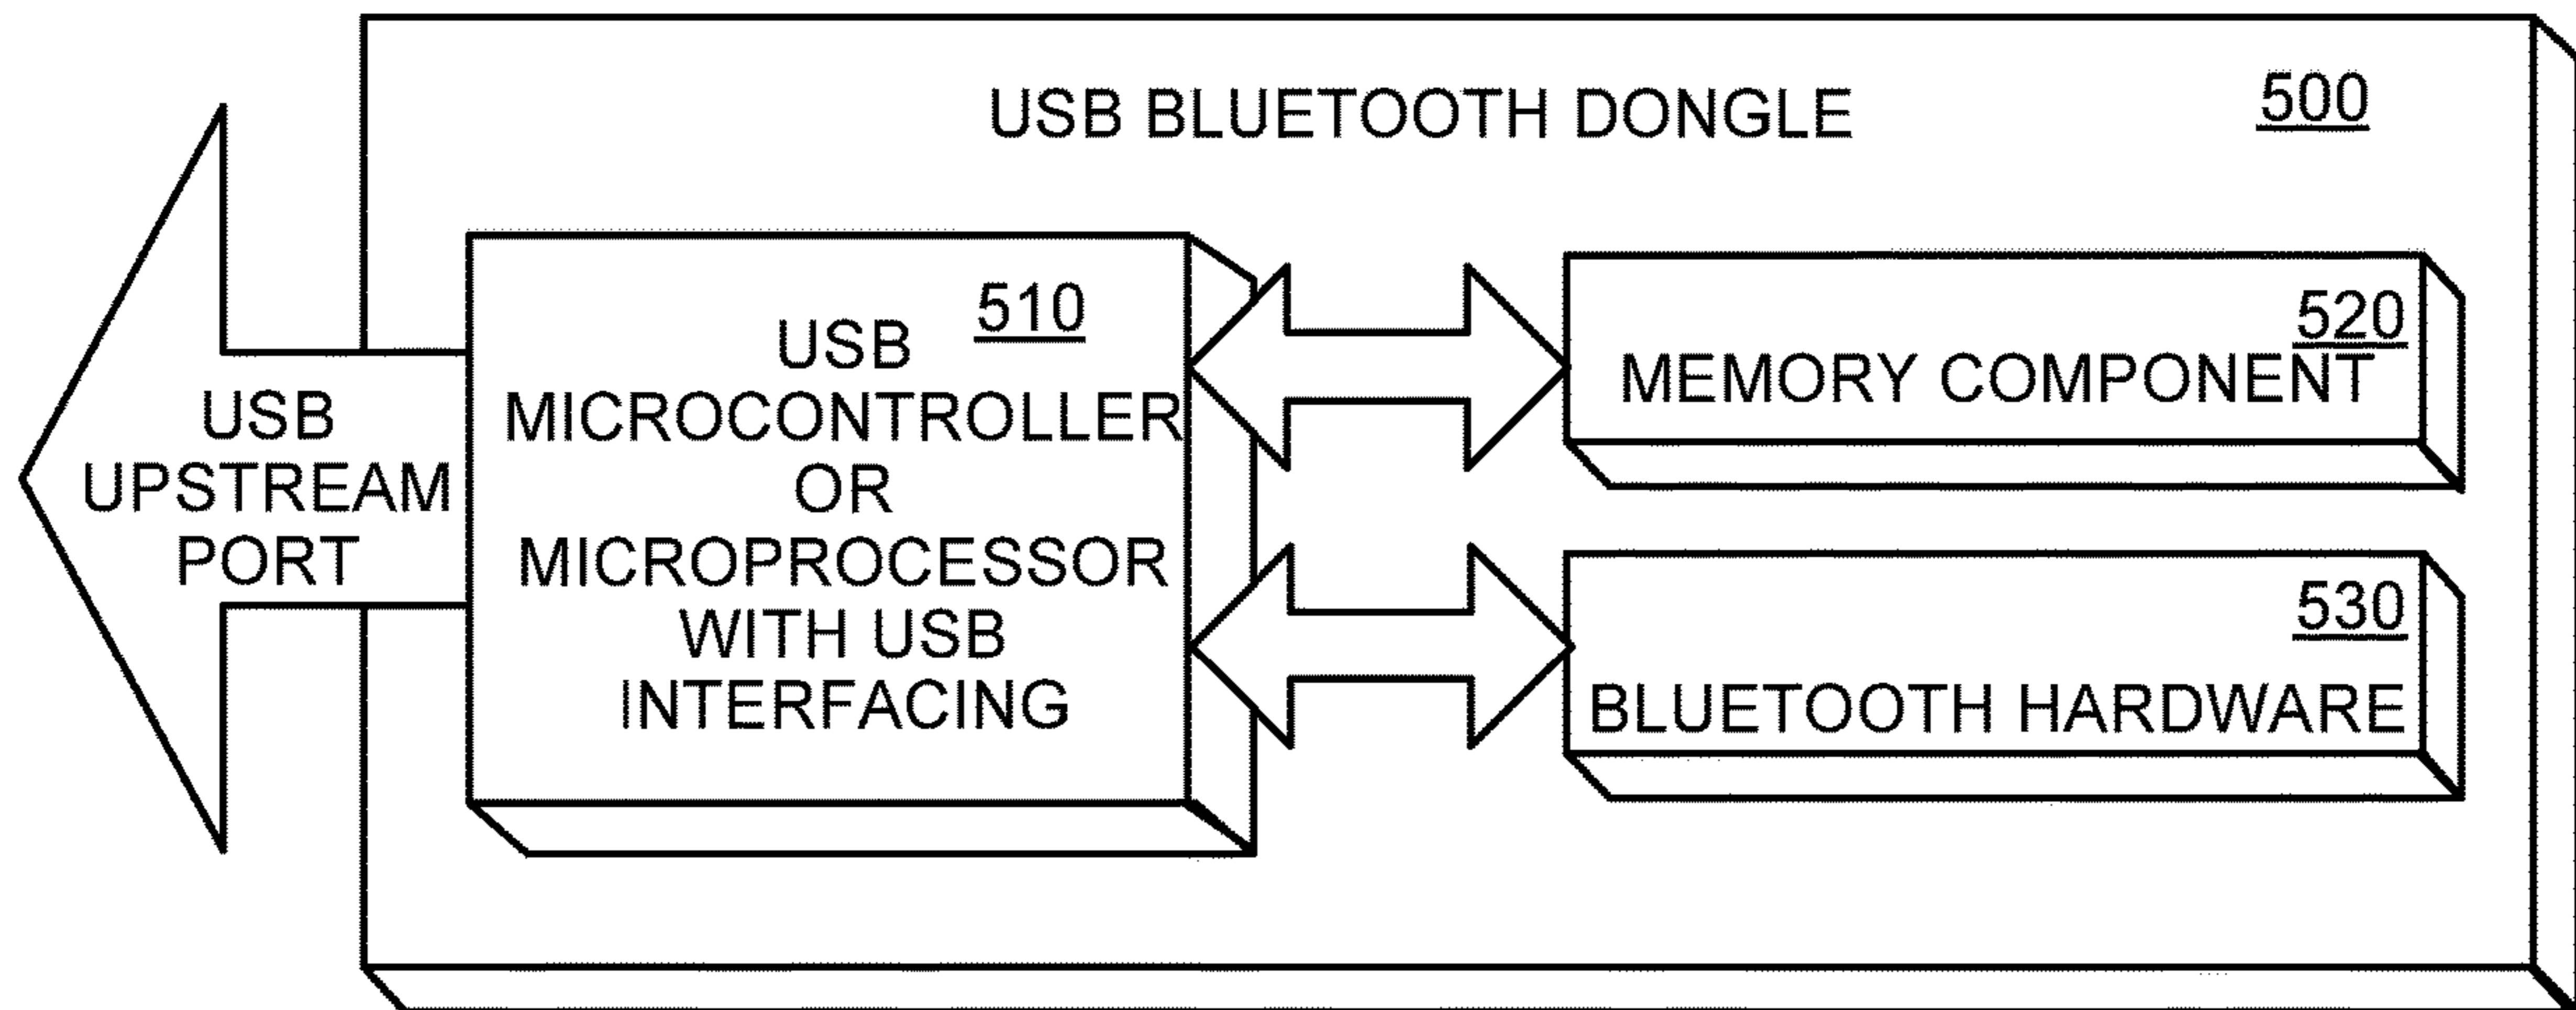 USB BLUETOOTH DONGLE
500
USB
UPSTREAM
PORT
510
USB
MICROCONTROLLER
OR
MICROPROCESSOR
WITH USB
INTERFACING
520
MEMORY COMPONENT
530
BLUETOOTH HARDWARE